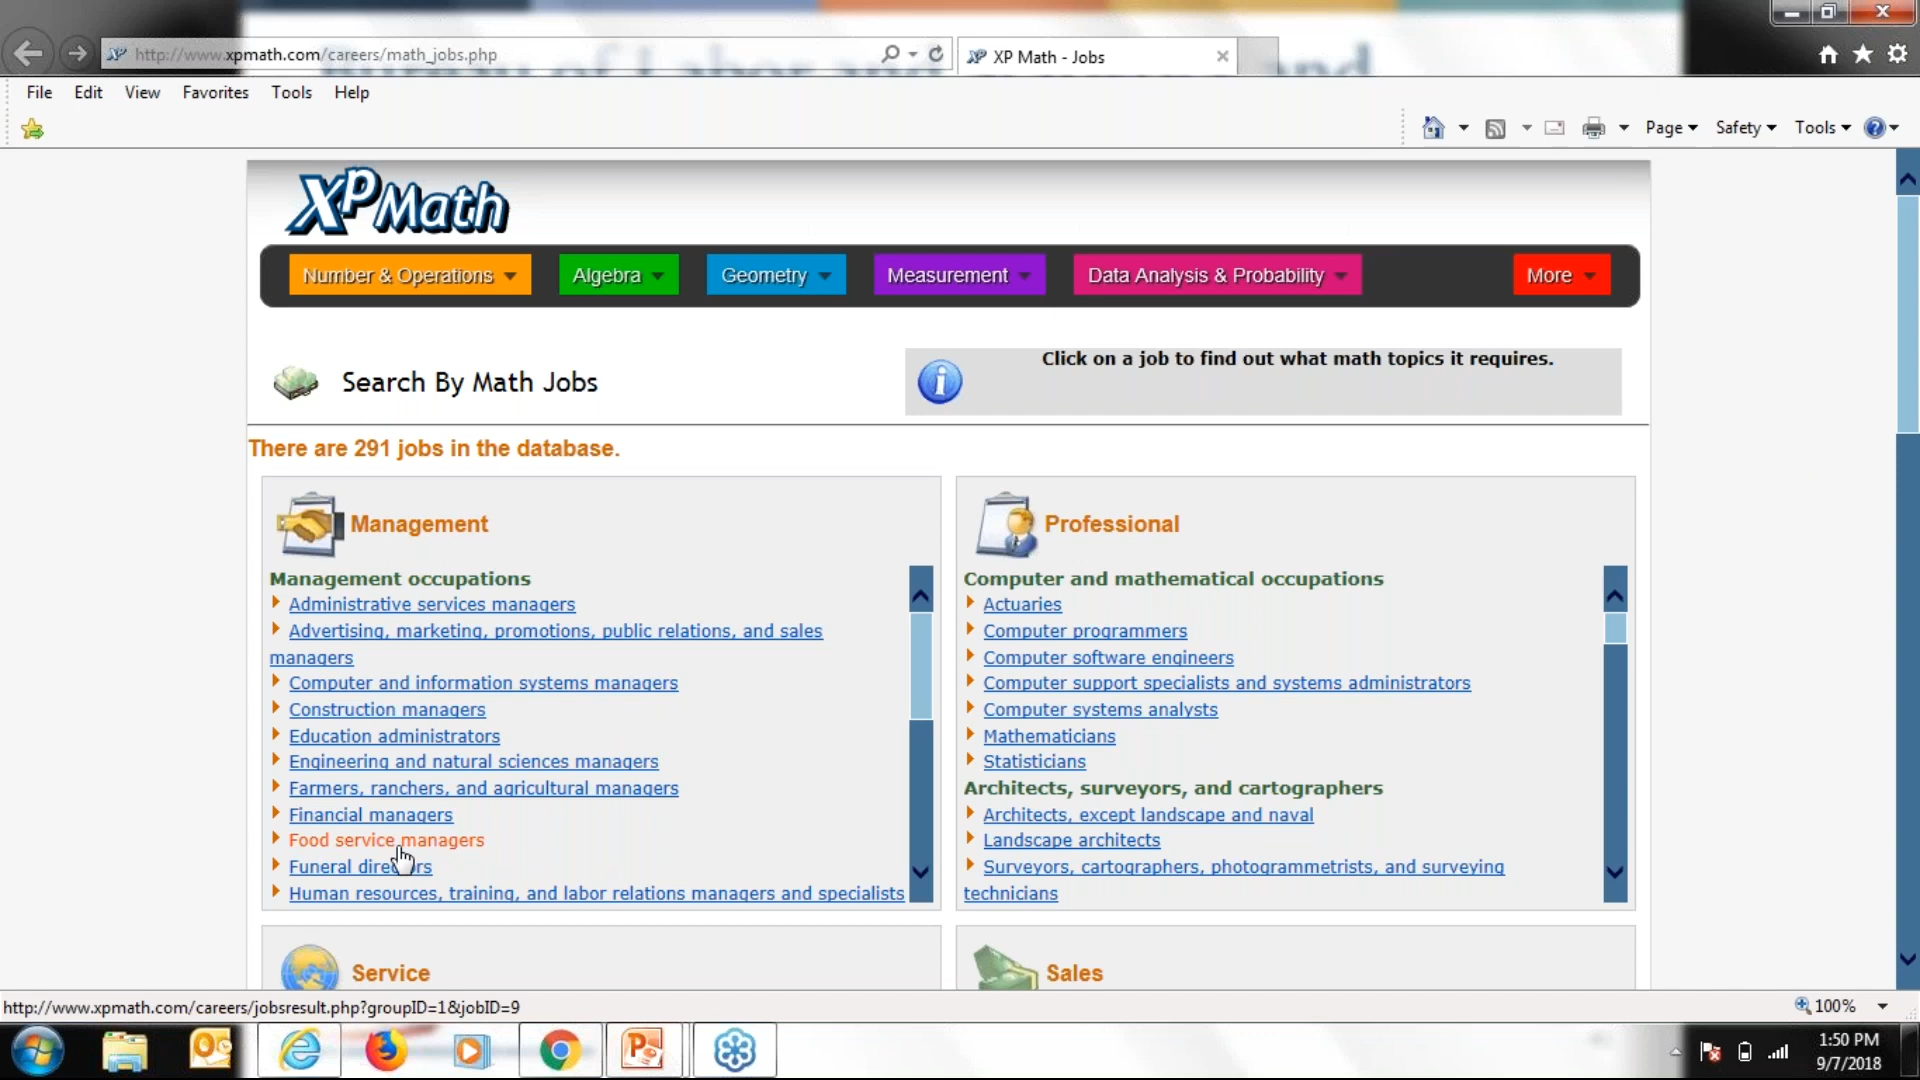 http://www.xpmath.com/careers/math_jobs.php
XP Math - Jobs
File Edit View Favorites Tools Help
Page Safety Tools
XP Math
Number & Operations Algebra Geometry Measurement Data Analysis & Probability More
Search By Math Jobs
Click on a job to find out what math topics it requires.
There are 291 jobs in the database.
Management
Management occupations
Administrative services managers
Advertising, marketing, promotions, public relations, and sales
managers
Computer and information systems managers
Construction managers
Education administrators
Engineering and natural sciences managers
Farmers, ranchers, and agricultural managers
Financial managers
Food service managers
Funeral directors
Human resources, training, and labor relations managers and specialists
Professional
Computer and mathematical occupations
Actuaries
Computer programmers
Computer software engineers
Computer support specialists and systems administrators
Computer systems analysts
Mathematicians
Statisticians
Architects, surveyors, and cartographers
Architects, except landscape and naval
Landscape architects
Surveyors, cartographers, photogrammetrists, and surveying
technicians
Service
Sales
http://www.xpmath.com/careers/jobsresult.php?groupID=1&jobID=9
100%
1:50 PM
9/7/2018